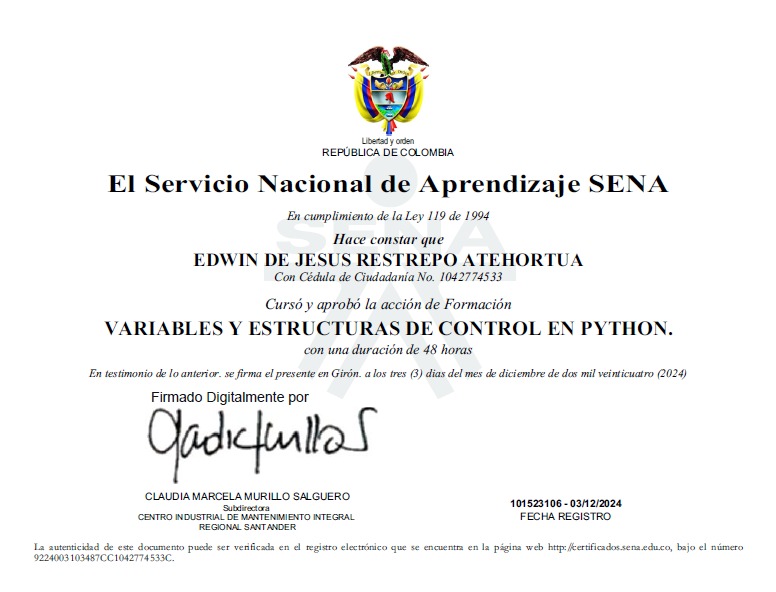 Libertad y orden
REPÚBLICA DE COLOMBIA
El Servicio Nacional de Aprendizaje SENA
En cumplimiento de la Ley 119 de 1994
SENA
Hace constar que
EDWIN DE JESUS RESTREPO ATEHORTUA
Con Cédula de Ciudadanía No. 1042774533
Cursó y aprobó la acción de Formación
VARIABLES Y ESTRUCTURAS DE CONTROL EN PYTHON.
con una duración de 48 horas
En testimonio de lo anterior. se firma el presente en Girón. a los tres (3) dias del mes de diciembre de dos mil veinticuatro (2024)
Firmado Digitalmente por
CLAUDIA MARCELA MURILLO SALGUERO
Subdirectora
CENTRO INDUSTRIAL DE MANTENIMIENTO INTEGRAL
REGIONAL SANTANDER
101523106 - 03/12/2024
FECHA REGISTRO
La autenticidad de este documento puede ser verificada en el registro electrónico que se encuentra en la página web http://certificados.sena.edu.co, bajo el número
9224003103487CC1042774533C.